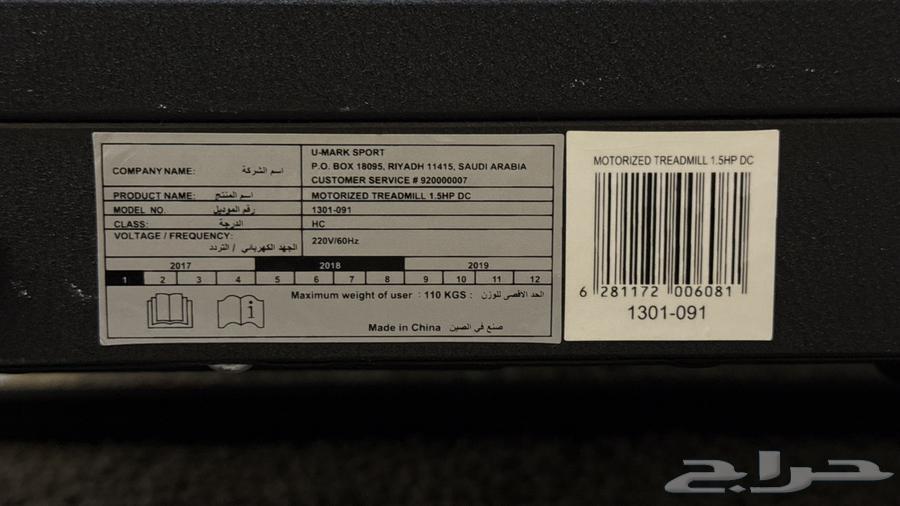 COMPANY NAME: اسم الشركة
U-MARK SPORT
P.O. BOX 18095, RIYADH 11415, SAUDI ARABIA
CUSTOMER SERVICE # 920000007
PRODUCT NAME: اسم المنتج MOTORIZED TREADMILL 1.5HP DC
MODEL NO. رقم الموديل 1301-091
CLASS: الدرجة HC
VOLTAGE / FREQUENCY: الجهد الكهربائي / التردد 220V/60Hz
2017 2018 2019
1 2 3 4 5 6 7 8 9 10 11 12
Maximum weight of user : 110 KGS : الحد الأقصى للوزن
Made in China صنع في الصين
MOTORIZED TREADMILL 1.5HP DC
6 281172 006081
1301-091
حراج